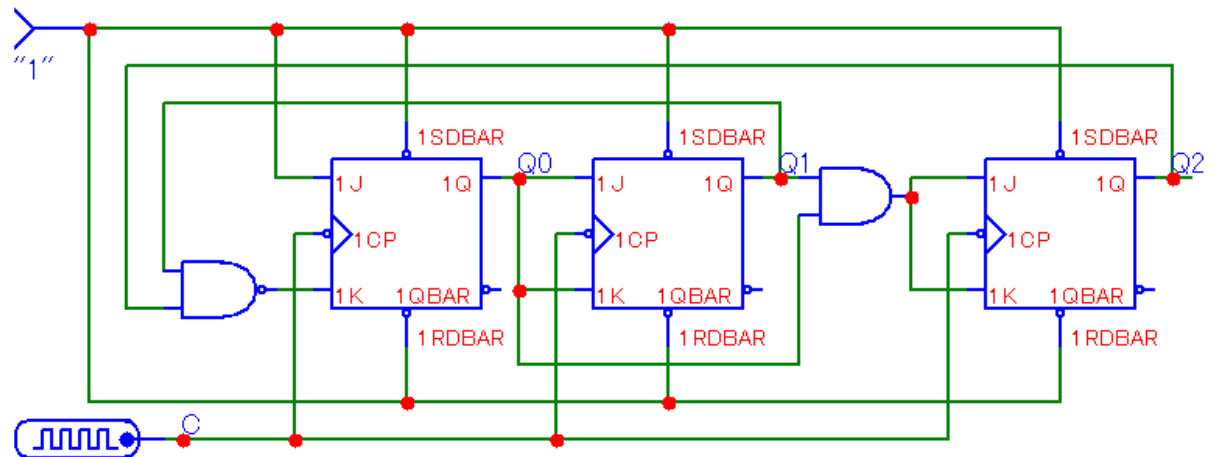 "1"
1SDBAR 1SDBAR 1SDBAR
Q0 Q1 Q2
1J 1Q 1J 1Q 1J 1Q
1CP 1CP 1CP
1K 1QBAR 1K 1QBAR 1K 1QBAR
1RDBAR 1RDBAR 1RDBAR
C